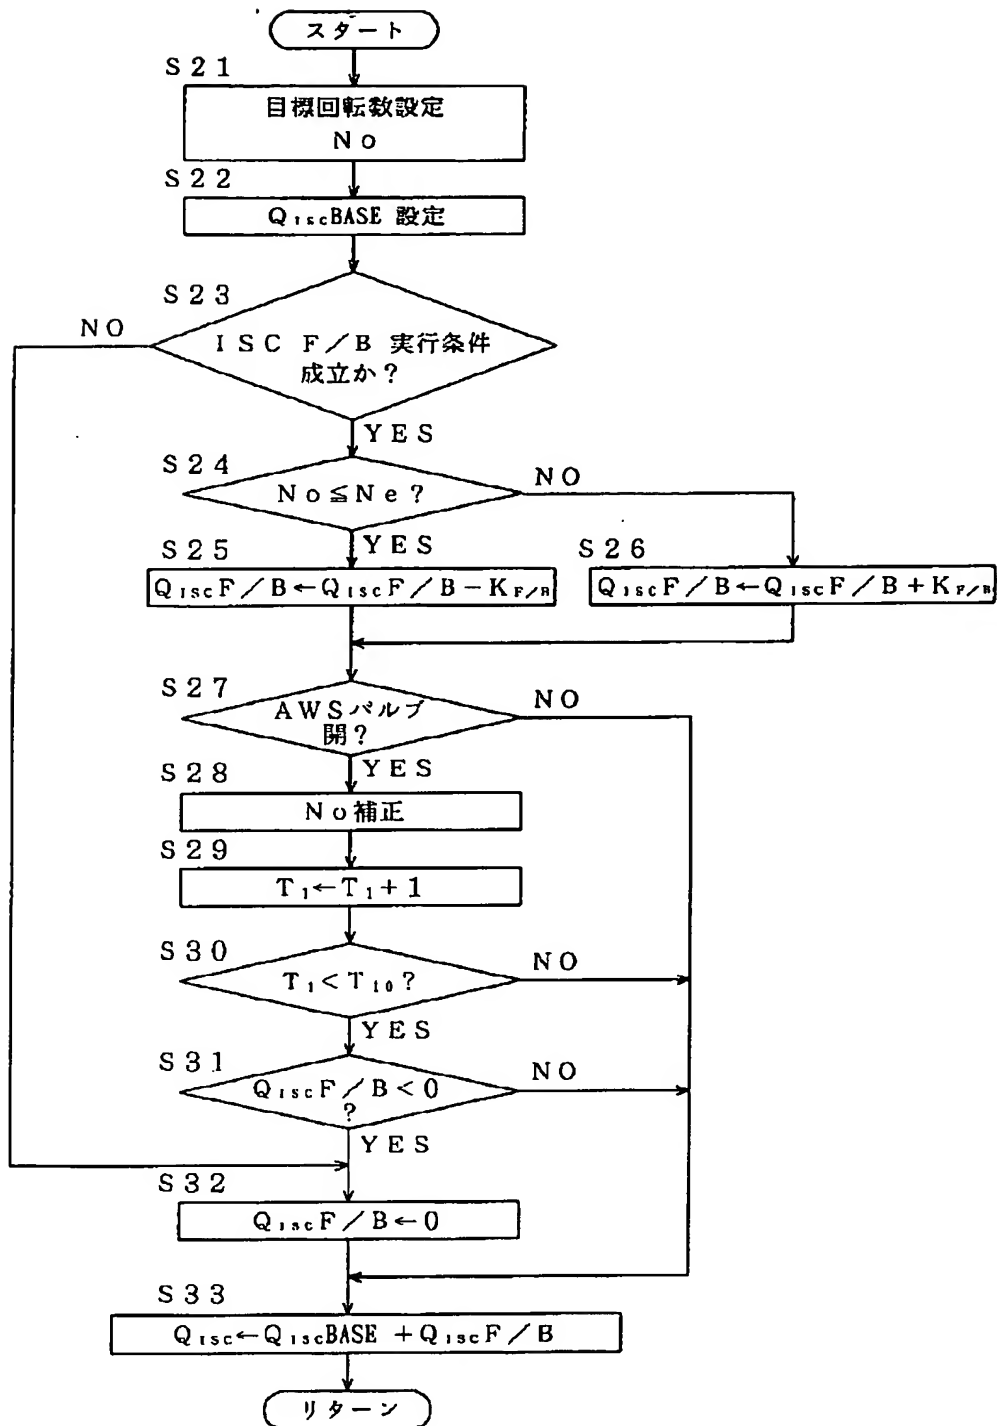 スタート
S21
目標回転数設定
No
S22
QiscBASE 設定
S23
NO
ISC F/B 実行条件
成立か?
YES
S24
NO
No≦Ne?
YES
S25
S26
QiscF/B←QiscF/B-KF/B
QiscF/B←QiscF/B+KF/B
S27
NO
AWSバルブ
開?
YES
S28
No補正
S29
T1←T1+1
S30
NO
T1<T10?
YES
S31
NO
QiscF/B<0
?
YES
S32
QiscF/B←0
S33
Qisc←QiscBASE+QiscF/B
リターン